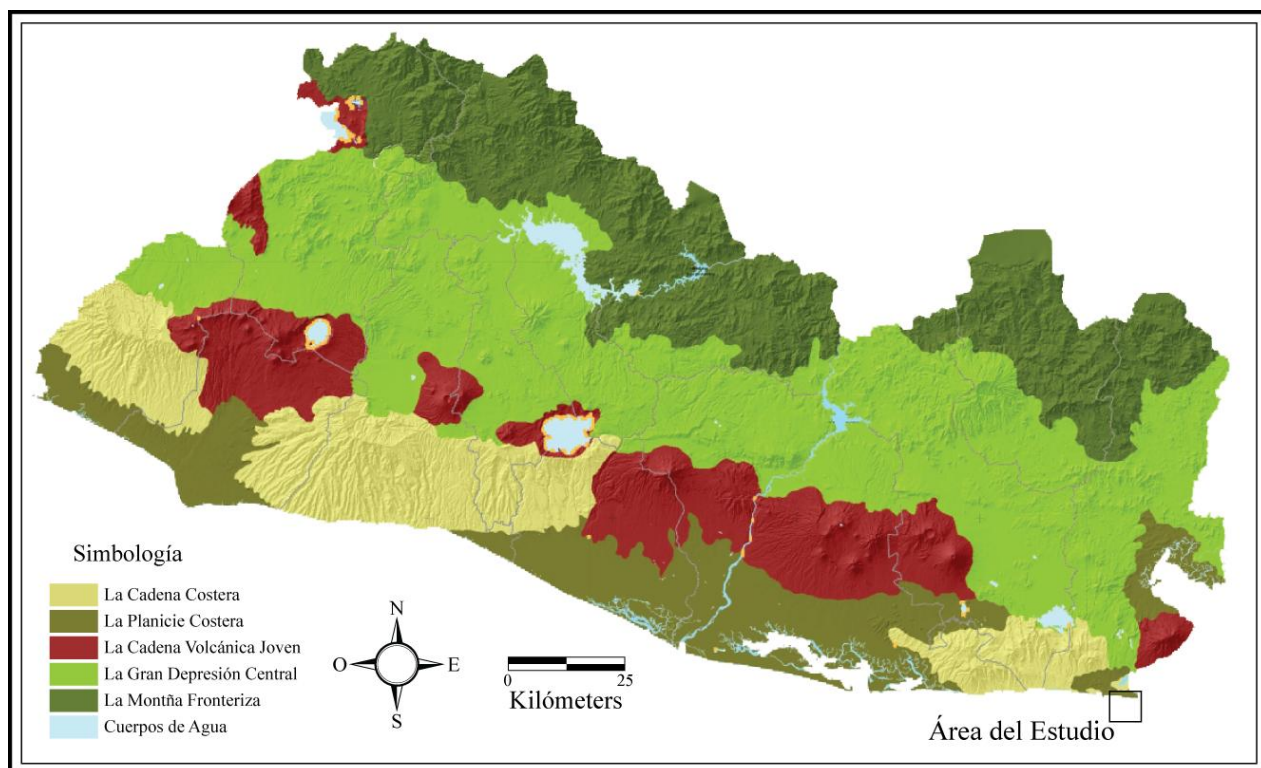 Simbología
La Cadena Costera
La Planicie Costera
La Cadena Volcánica Joven
La Gran Depresión Central
La Montña Fronteriza
Cuerpos de Agua
N
O
E
S
0
25
Kilómeters
Área del Estudio